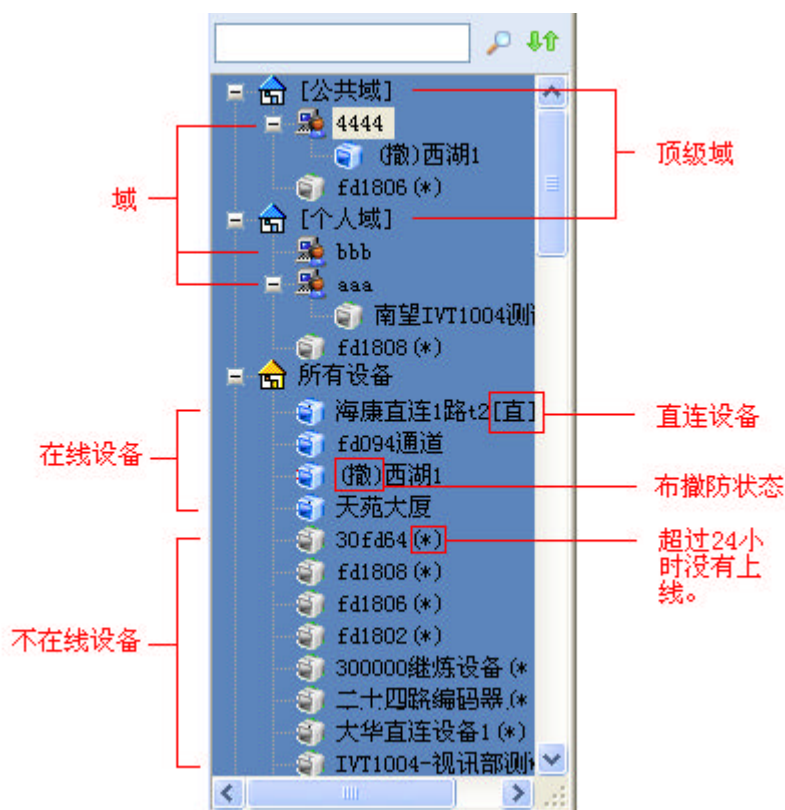 [公共域]
4444
(撤)西湖1
fd1806(*)
[个人域]
bbb
aaa
南望IVT1004测
fd1808(*)
所有设备
海康直连1路t2[直]
fd094通道
(撤)西湖1
天苑大厦
30fd64(*)
fd1808(*)
fd1806(*)
fd1802(*)
300000继炼设备(*
二十四路编码器(*
大华直连设备1(*)
IVT1004-视讯部测
域
在线设备
不在线设备
顶级域
直连设备
布撤防状态
超过24小
时没有上
线。